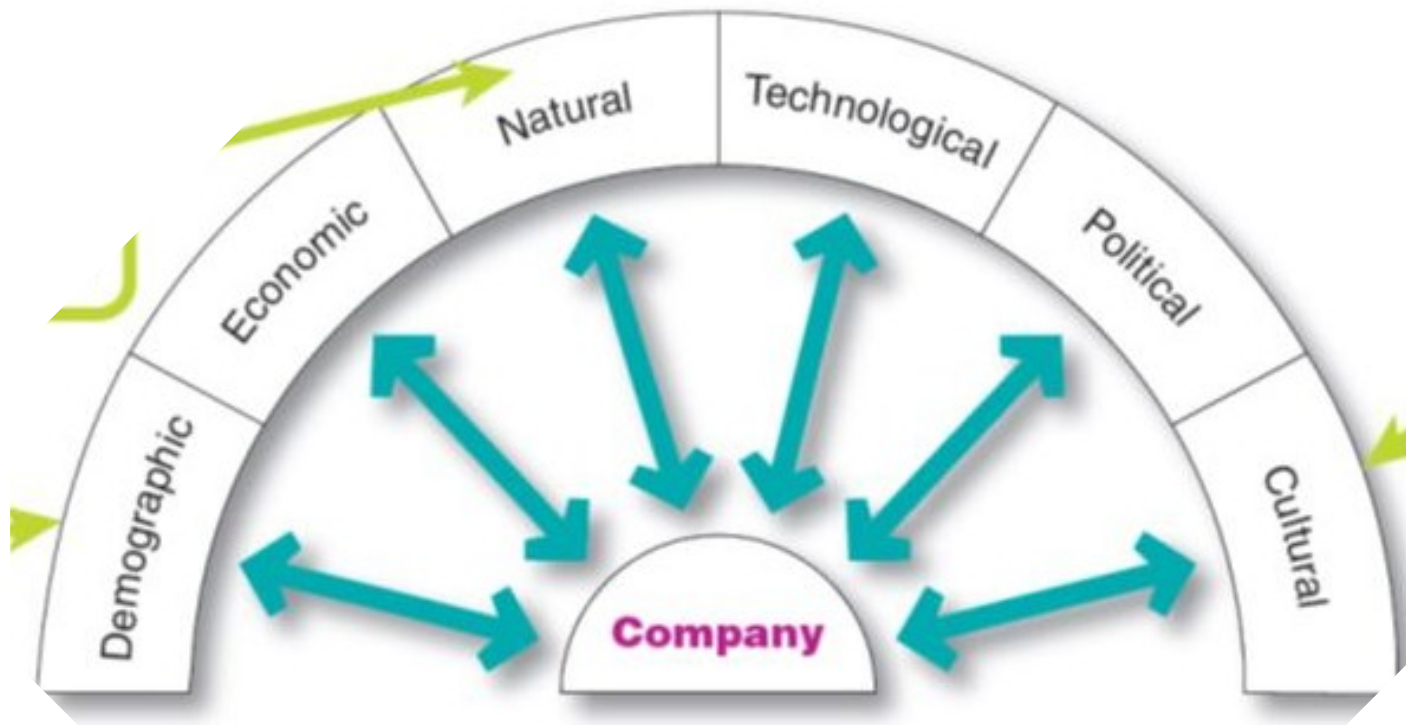 Demographic
Economic
Natural
Technological
Political
Cultural
Company